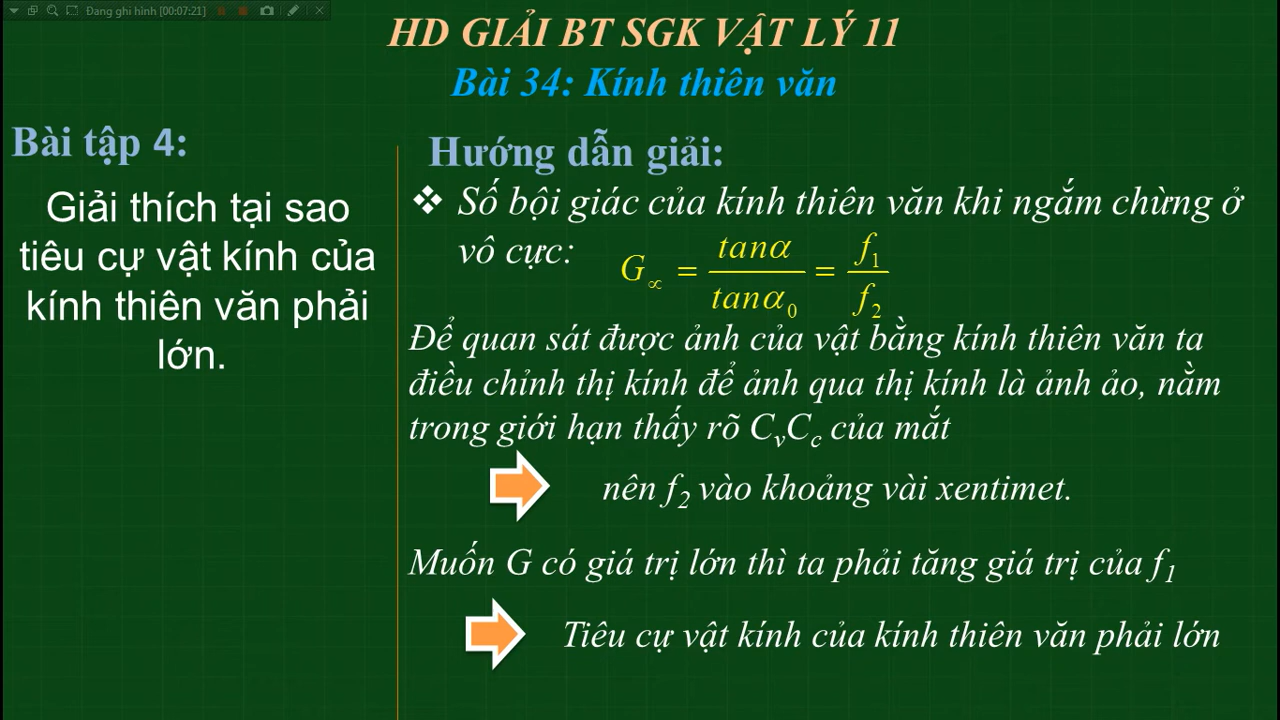 Đang ghi hình [00:07:21]
HD GIẢI BT SGK VẬT LÝ 11
Bài 34: Kính thiên văn
Bài tập 4:
Giải thích tại sao
tiêu cự vật kính của
kính thiên văn phải
lớn.
Hướng dẫn giải:
❖ Số bội giác của kính thiên văn khi ngắm chừng ở
vô cực: G∝ = tanα/tanα₀ = f₁/f₂
Để quan sát được ảnh của vật bằng kính thiên văn ta
điều chỉnh thị kính để ảnh qua thị kính là ảnh ảo, nằm
trong giới hạn thấy rõ CᵥC꜀ của mắt
nên f₂ vào khoảng vài xentimet.
Muốn G có giá trị lớn thì ta phải tăng giá trị của f₁
Tiêu cự vật kính của kính thiên văn phải lớn